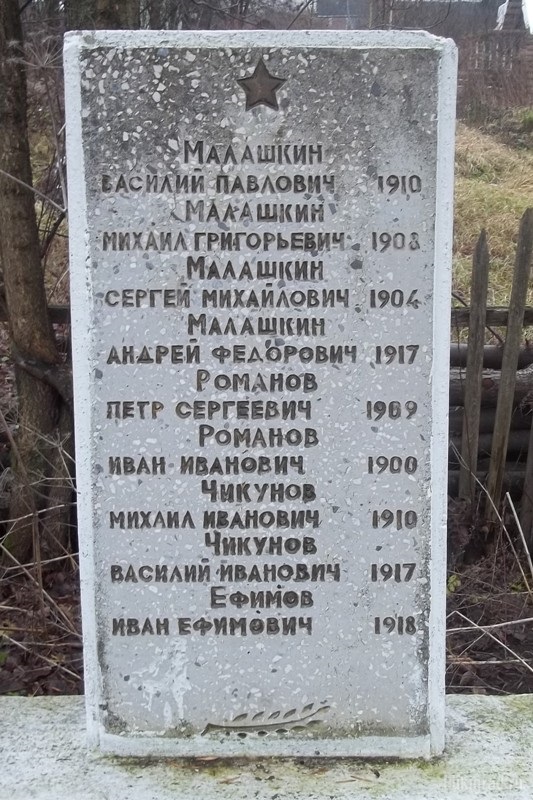 МАЛАШКИН
ВАСИЛИЙ ПАВЛОВИЧ 1910
МАЛАШКИН
МИХАИЛ ГРИГОРЬЕВИЧ 1908
МАЛАШКИН
СЕРГЕЙ МИХАЙЛОВИЧ 1904
МАЛАШКИН
АНДРЕЙ ФЕДОРОВИЧ 1917
РОМАНОВ
ПЕТР СЕРГЕЕВИЧ 1909
РОМАНОВ
ИВАН ИВАНОВИЧ 1900
ЧИКУНОВ
МИХАИЛ ИВАНОВИЧ 1910
ЧИКУНОВ
ВАСИЛИЙ ИВАНОВИЧ 1917
ЕФИМОВ
ИВАН ЕФИМОВИЧ 1918